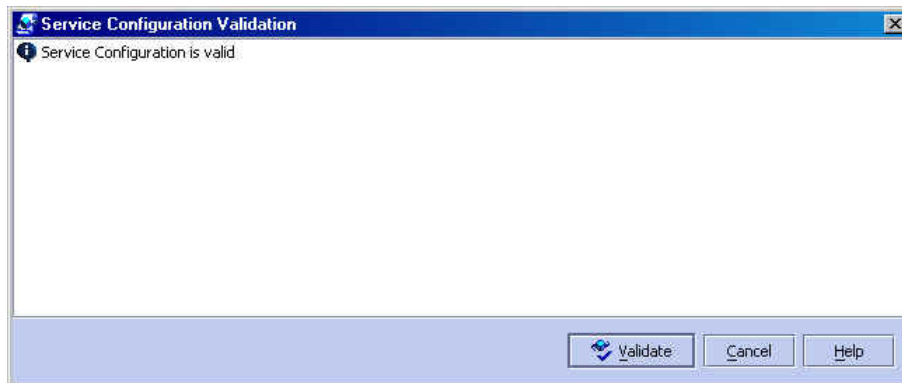 Service Configuration Validation
Service Configuration is valid
Validate
Cancel
Help